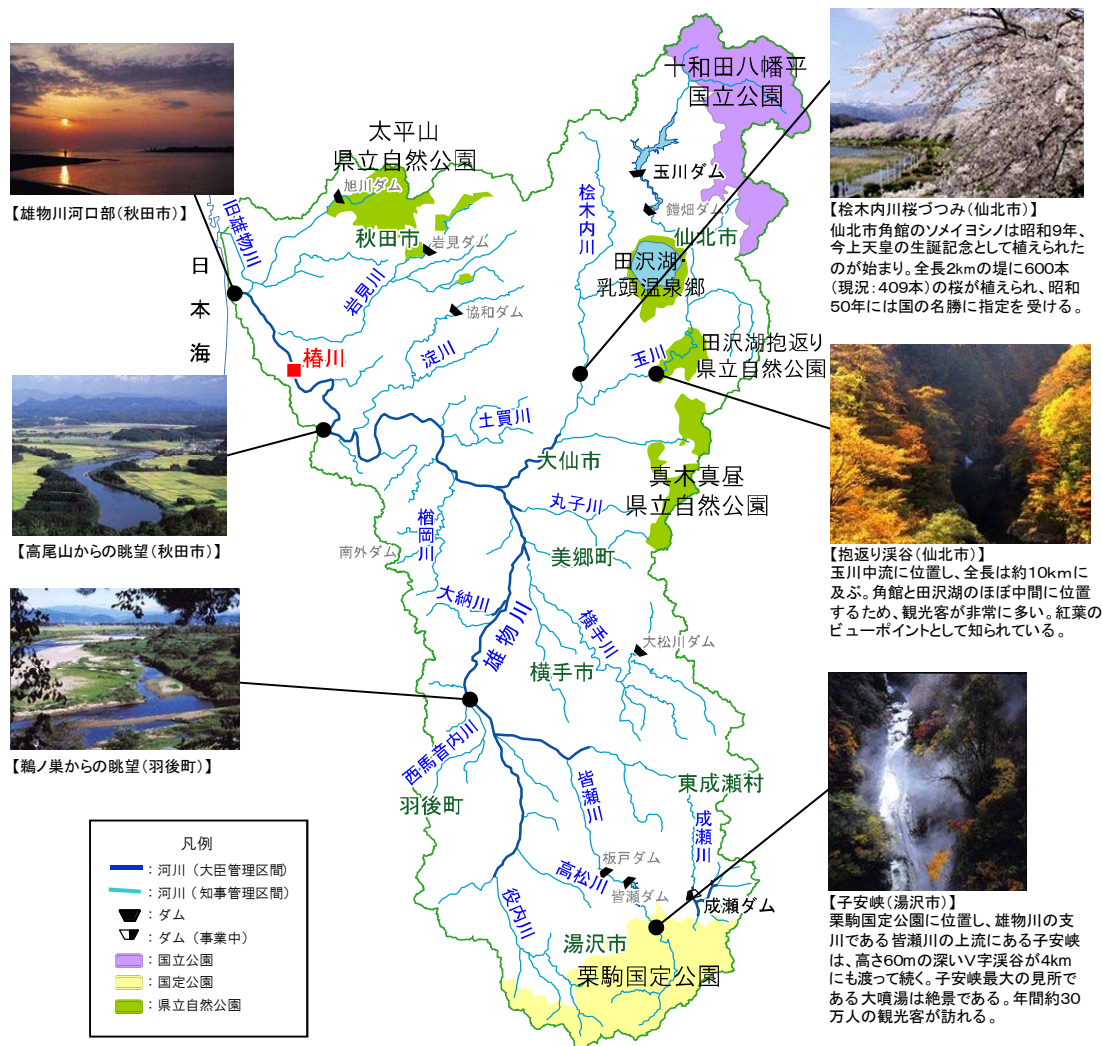 【雄物川河口部(秋田市)】
【高尾山からの眺望(秋田市)】
【鵜ノ巣からの眺望(羽後町)】
十和田八幡平
国立公園
太平山
県立自然公園
旭川ダム
玉川ダム
鎧畑ダム
桧木内川
旧雄物川
秋田市
岩見ダム
仙北市
日本海
岩見川
田沢湖・
乳頭温泉郷
協和ダム
椿川
淀川
玉川
田沢湖抱返り
県立自然公園
土買川
大仙市
真木真昼
県立自然公園
丸子川
楢岡川
南外ダム
美郷町
大納川
雄物川
横手川
大松川ダム
横手市
西馬音内川
羽後町
皆瀬川
東成瀬村
成瀬川
板戸ダム
高松川
皆瀬ダム
成瀬ダム
役内川
湯沢市
栗駒国定公園
【桧木内川桜づつみ(仙北市)】
仙北市角館のソメイヨシノは昭和9年、
今上天皇の生誕記念として植えられた
のが始まり。全長2kmの堤に600本
(現況:409本)の桜が植えられ、昭和
50年には国の名勝に指定を受ける。
【抱返り渓谷(仙北市)】
玉川中流に位置し、全長は約10kmに
及ぶ。角館と田沢湖のほぼ中間に位置
するため、観光客が非常に多い。紅葉の
ビューポイントとして知られている。
【子安峡(湯沢市)】
栗駒国定公園に位置し、雄物川の支
川である皆瀬川の上流にある子安峡
は、高さ60mの深いV字渓谷が4km
にも渡って続く。子安峡最大の見所で
ある大噴湯は絶景である。年間約30
万人の観光客が訪れる。
凡例
:河川(大臣管理区間)
:河川(知事管理区間)
:ダム
:ダム(事業中)
:国立公園
:国定公園
:県立自然公園